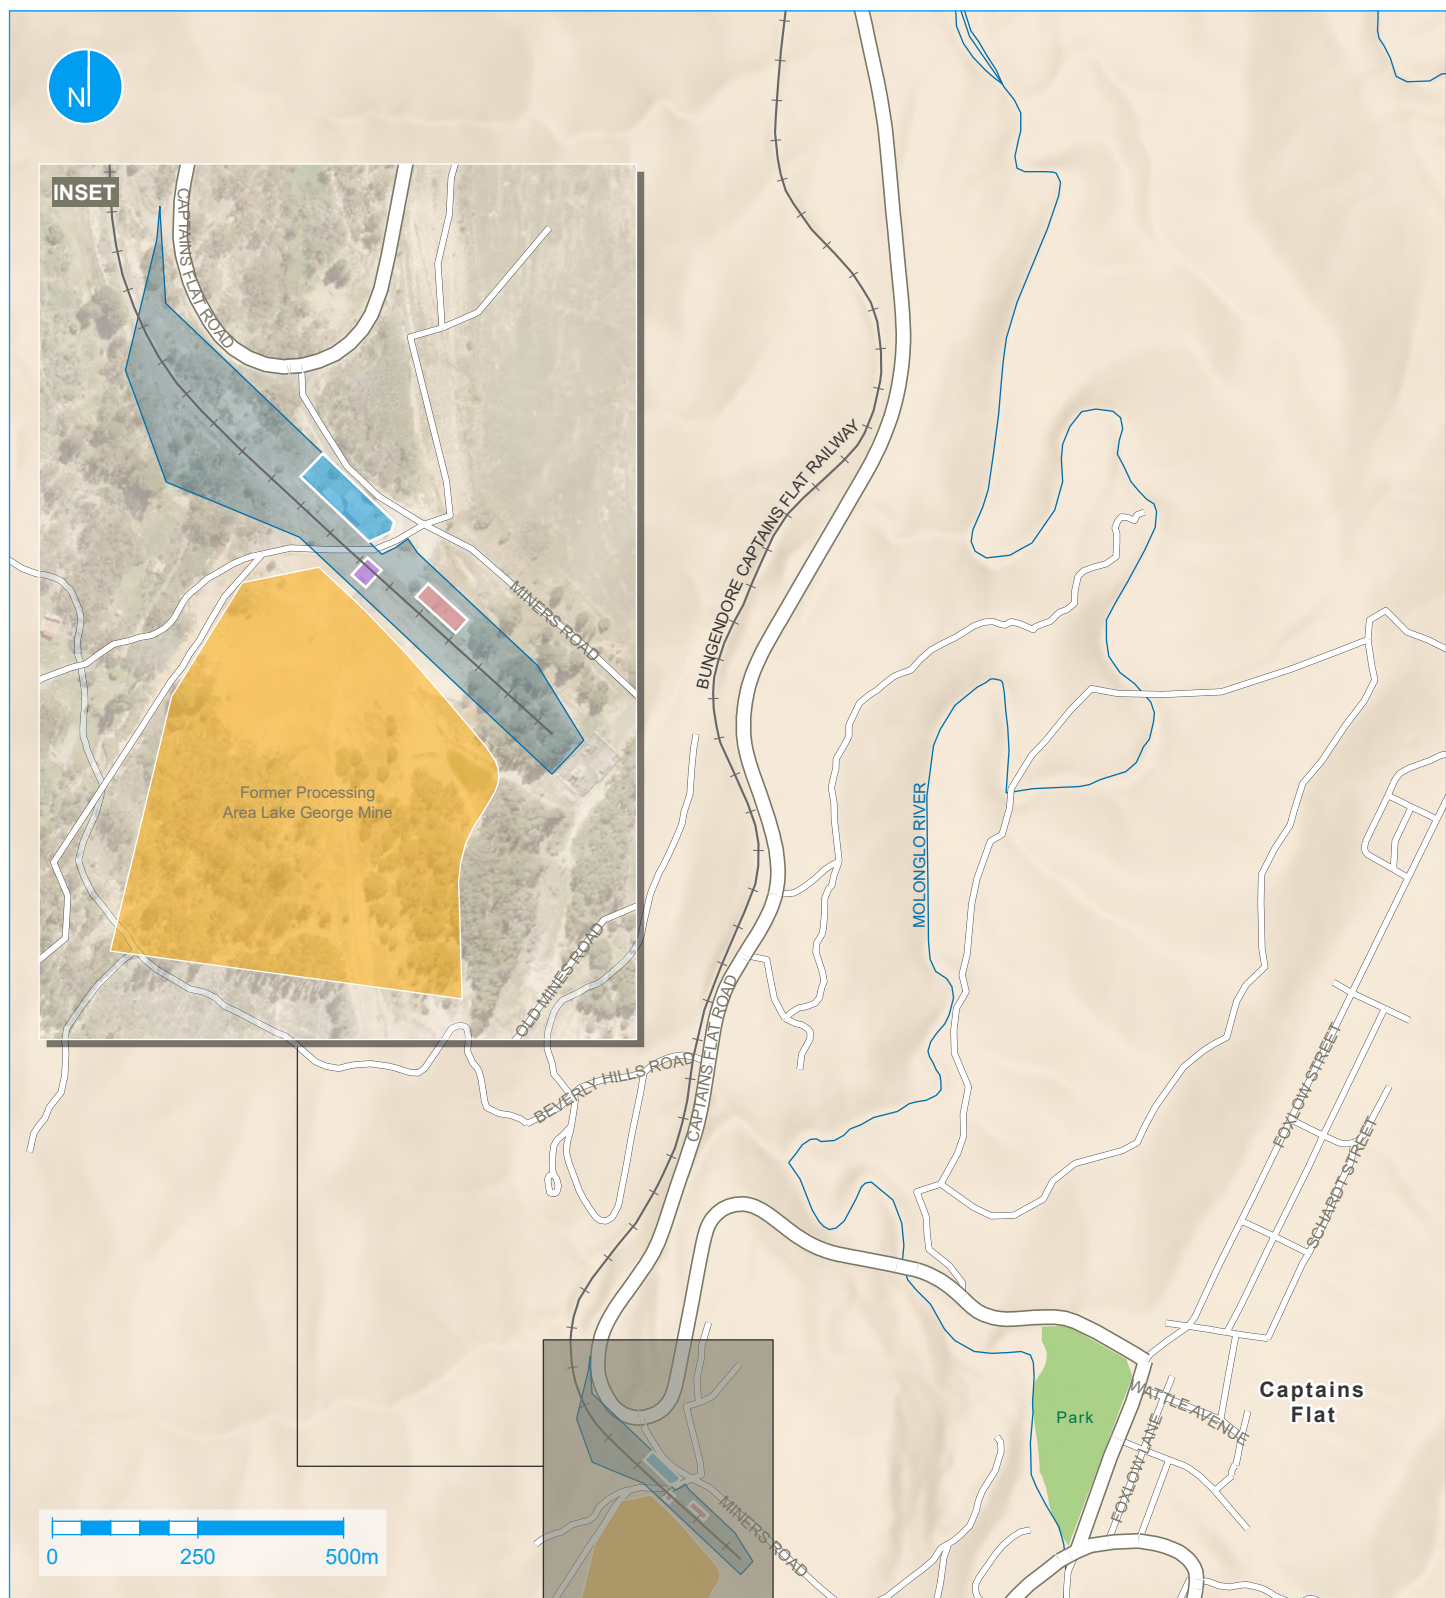 N
INSET
CAPTAINS FLAT ROAD
MINERS ROAD
Former Processing
Area Lake George Mine
OLD MINES ROAD
BUNGENDORE CAPTAINS FLAT RAILWAY
MOLONGLO RIVER
BEVERLY HILLS ROAD
CAPTAINS FLAT ROAD
FOXLOW STREET
SCHARDT STREET
WATTLE AVENUE
Captains
Flat
Park
FOXLOW LANE
MINERS ROAD
0 250 500m